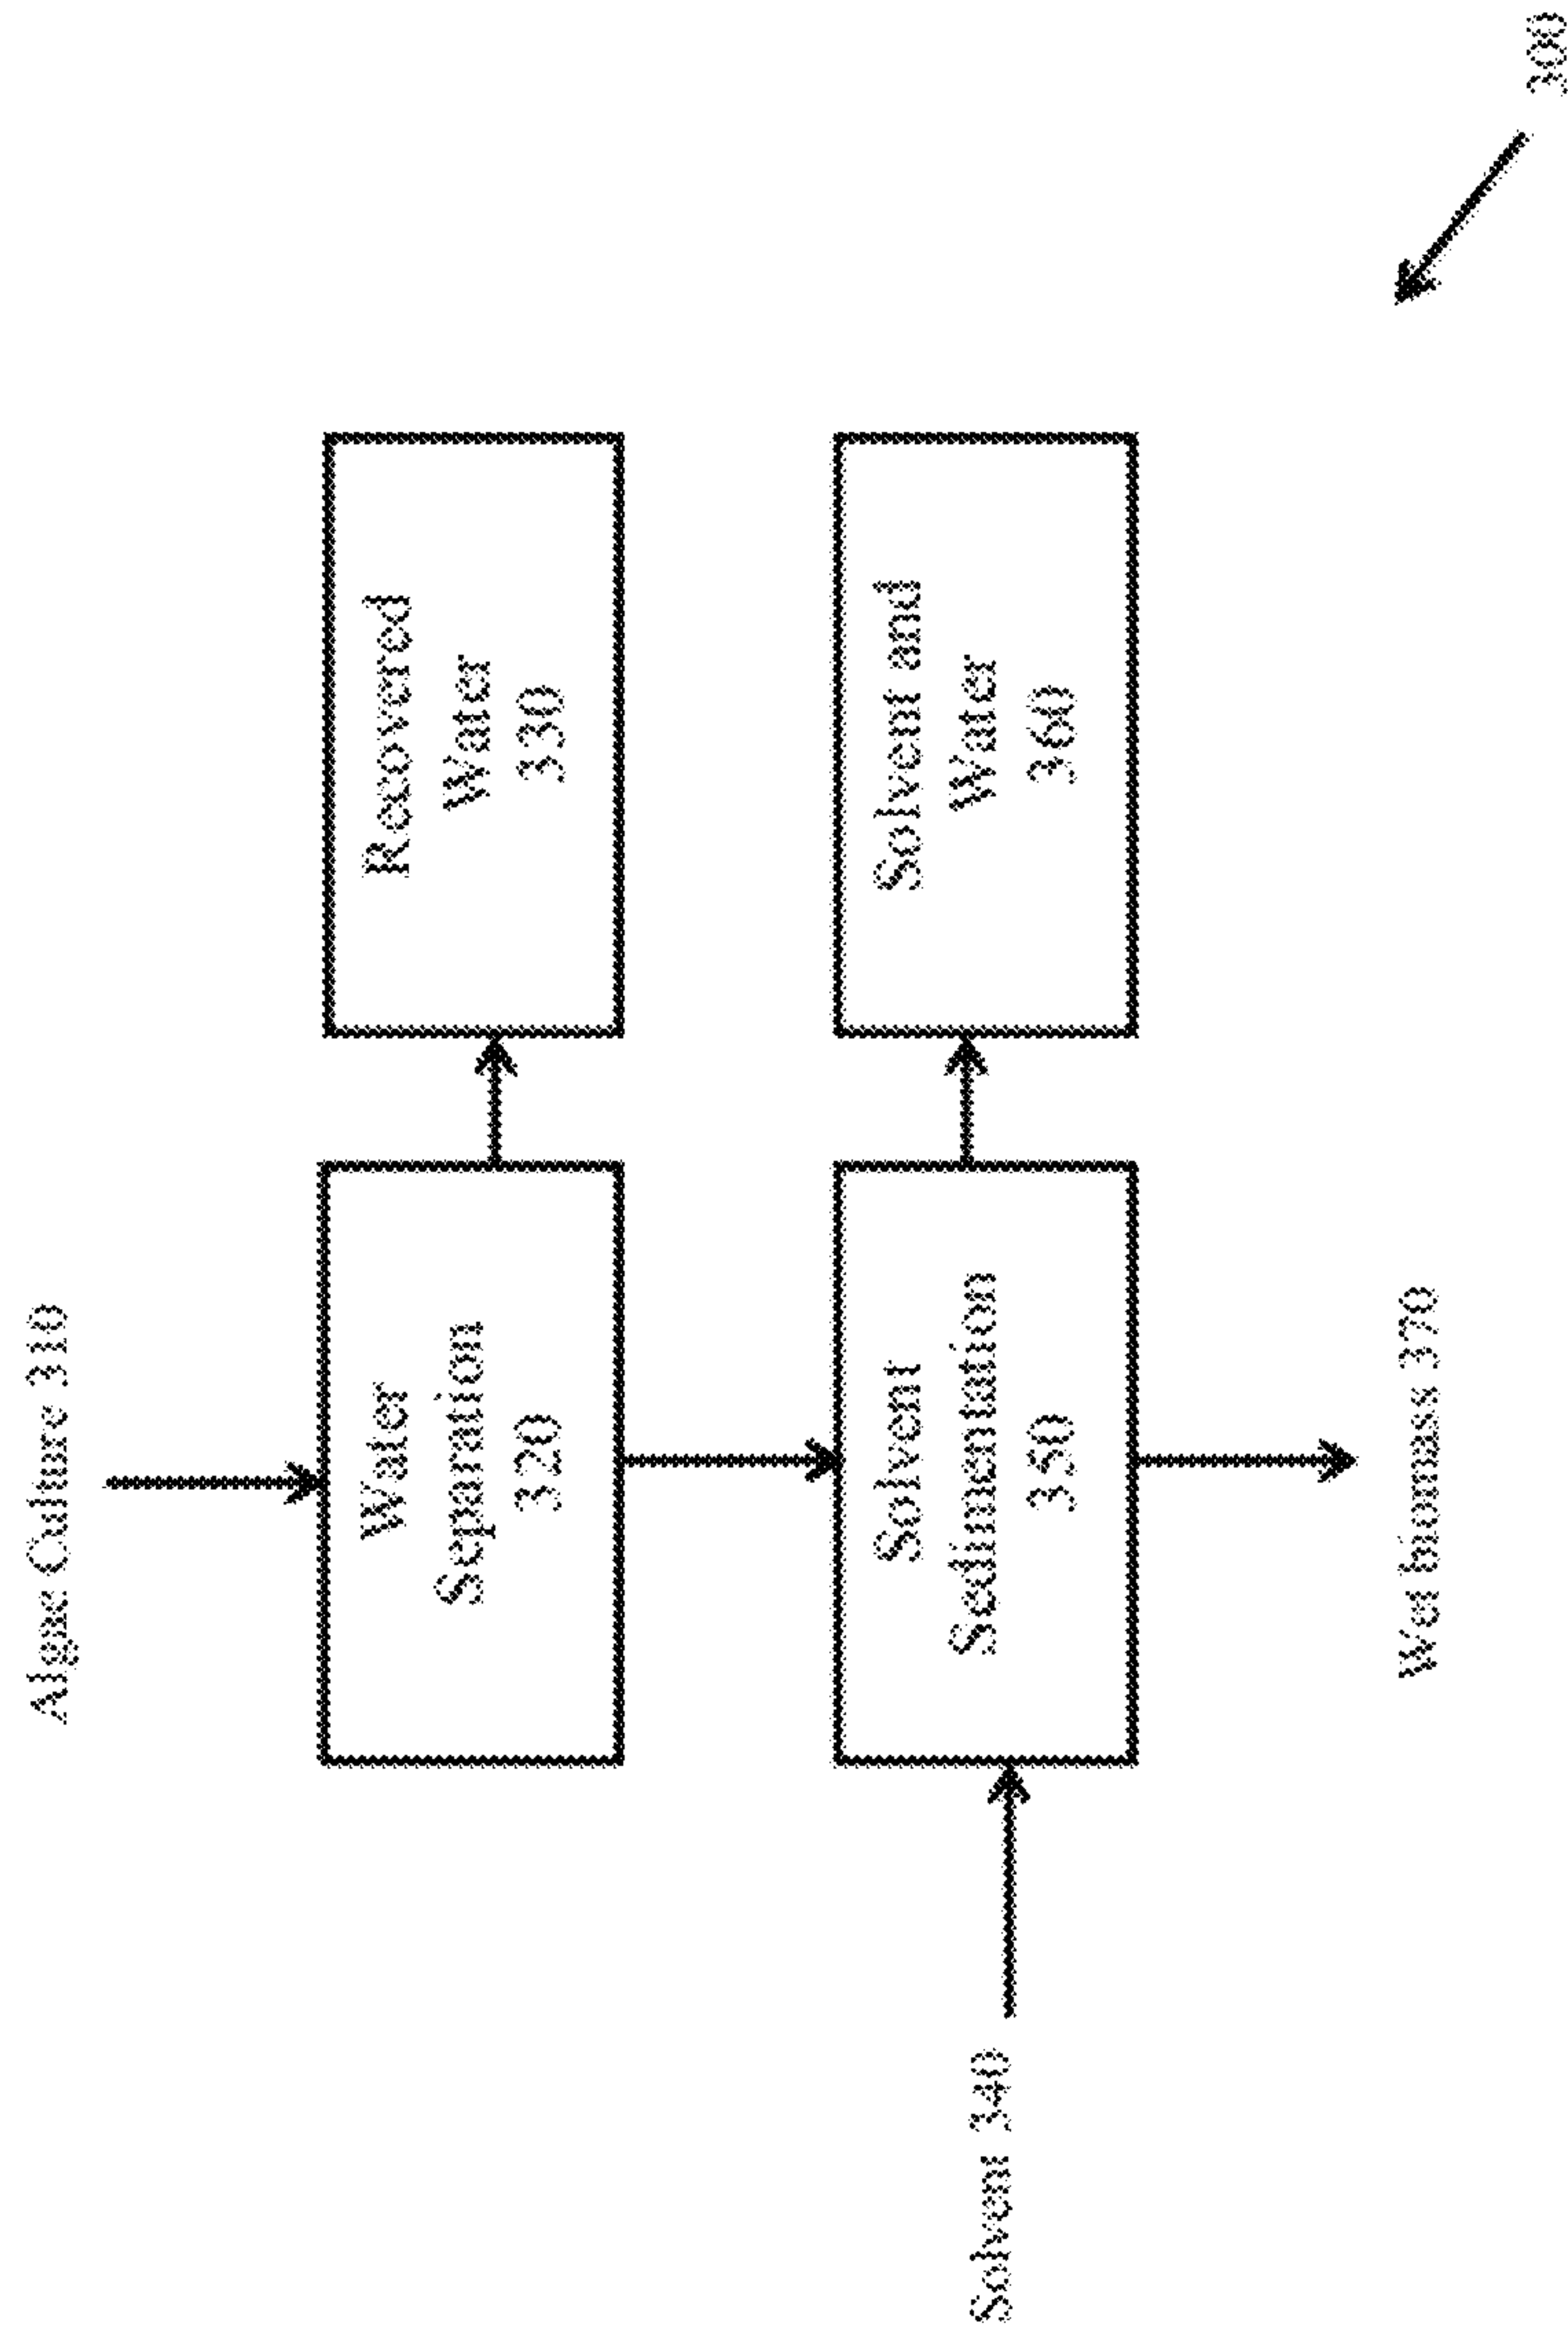 Algae Culture 310
Water
Separation
320
Recovered
Water
330
Solvent 340
Solvent
Sedimentation
350
Solvent and
Water
360
Wet biomass 370
300